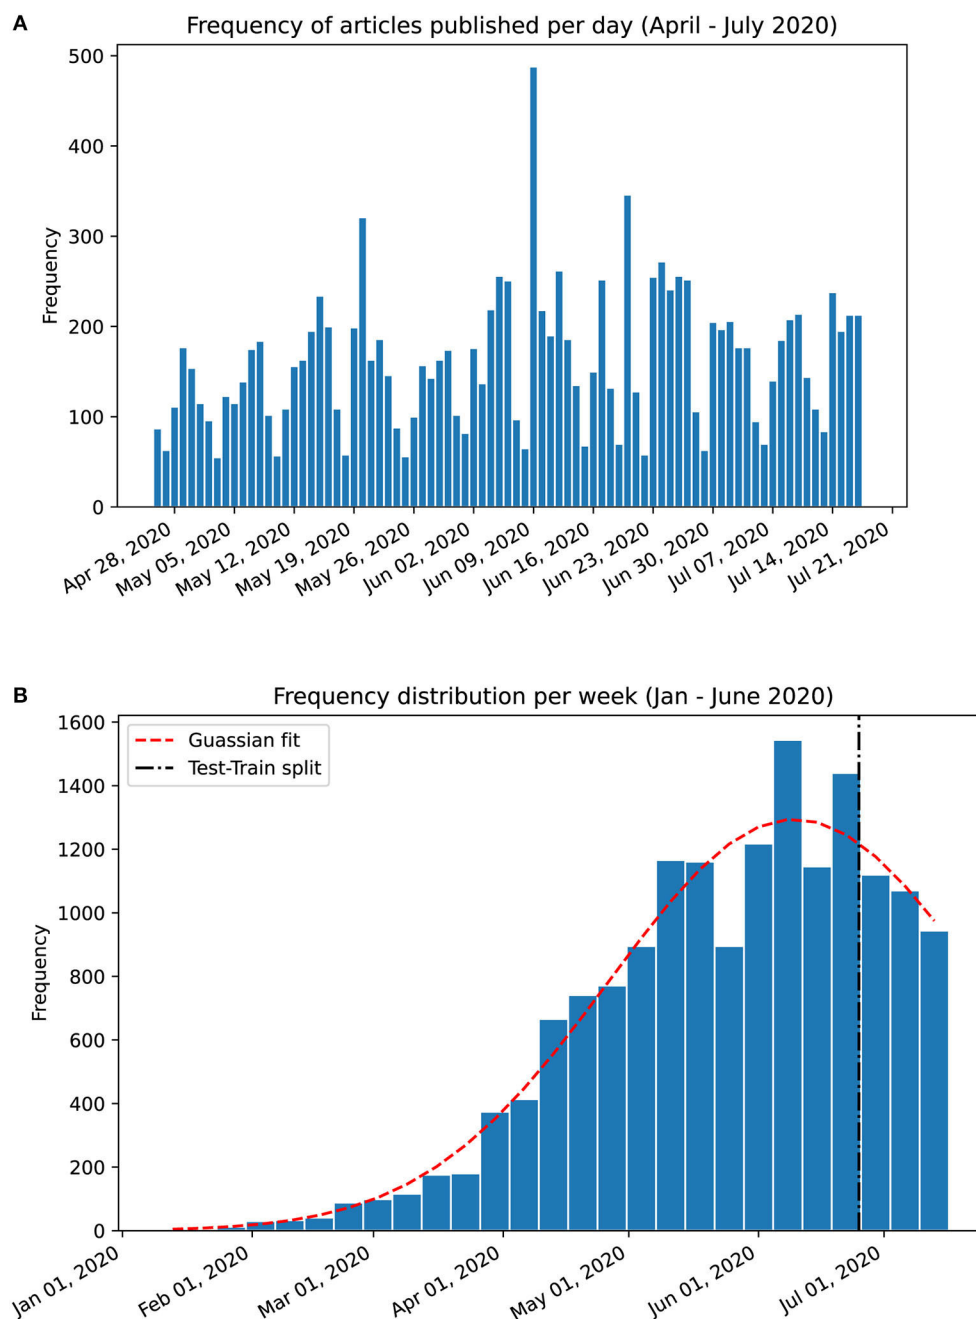 A
Frequency of articles published per day (April - July 2020)
Frequency
500
400
300
200
100
0
Apr 28, 2020
May 05, 2020
May 12, 2020
May 19, 2020
May 26, 2020
Jun 02, 2020
Jun 09, 2020
Jun 16, 2020
Jun 23, 2020
Jun 30, 2020
Jul 07, 2020
Jul 14, 2020
Jul 21, 2020
B
Frequency distribution per week (Jan - June 2020)
Guassian fit
Test-Train split
Frequency
1600
1400
1200
1000
800
600
400
200
0
Jan 01, 2020
Feb 01, 2020
Mar 01, 2020
Apr 01, 2020
May 01, 2020
Jun 01, 2020
Jul 01, 2020